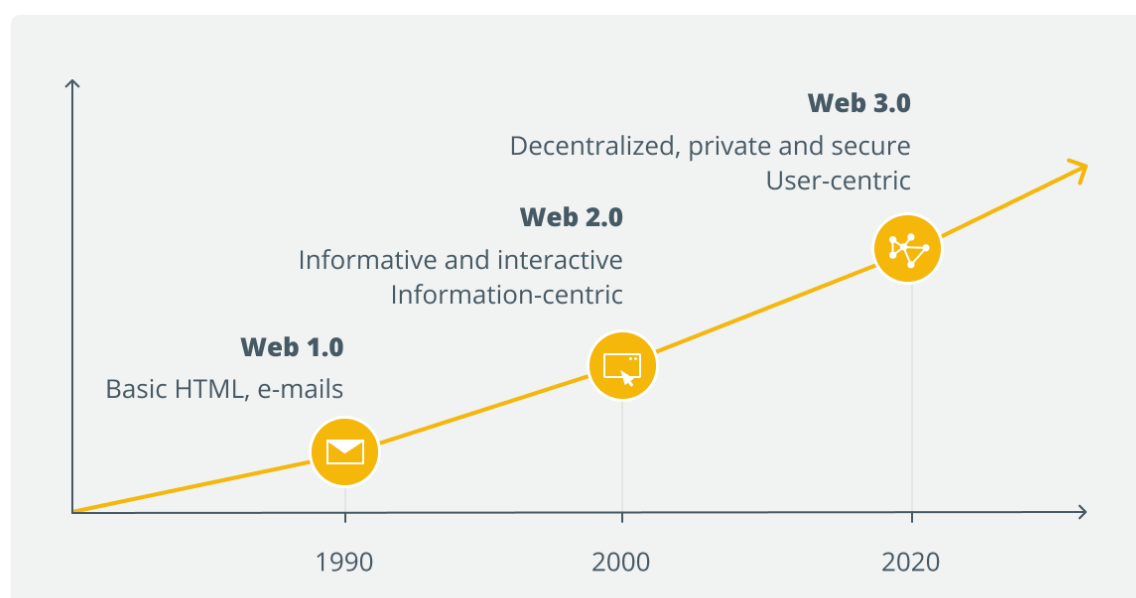 Web 3.0
Decentralized, private and secure
User-centric
Web 2.0
Informative and interactive
Information-centric
Web 1.0
Basic HTML, e-mails
1990
2000
2020